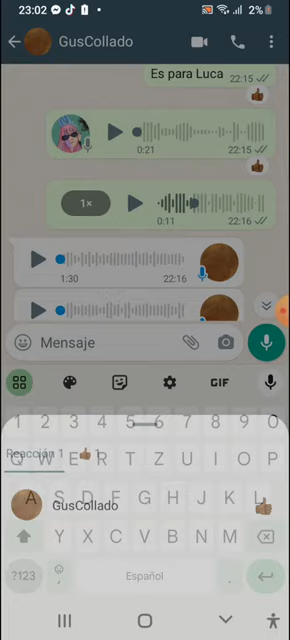 23:02
2%
GusCollado
Es para Luca 22:15
0:21 22:15
1×
0:11 22:16
1:30 22:16
Mensaje
GIF
1 2 3 4 5 6 7 8 9 0
Reacción 1 1
Q W E R T Z U I O P
GusCollado
A S D F G H J K L
Y X C V B N M
?123 , Español .